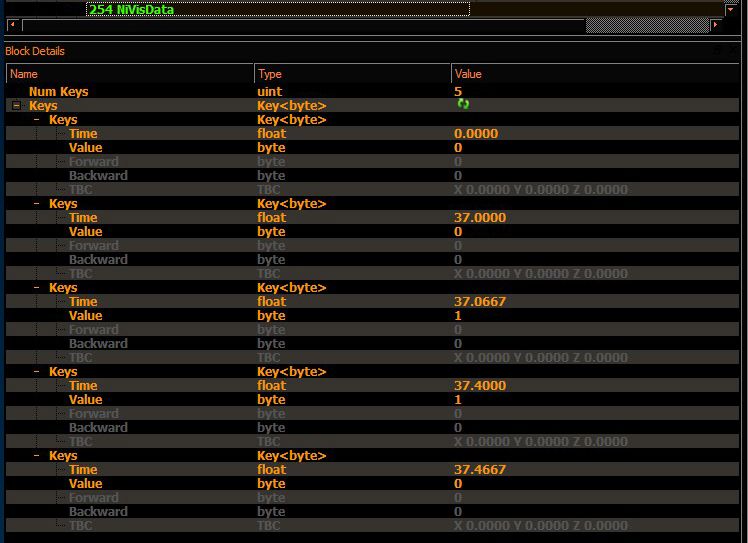 254 NiVisData
Block Details
Name Type Value
Num Keys uint 5
Keys Key<byte>
Keys Key<byte>
Time float 0.0000
Value byte 0
Forward byte 0
Backward byte 0
TBC TBC X 0.0000 Y 0.0000 Z 0.0000
Keys Key<byte>
Time float 37.0000
Value byte 0
Forward byte 0
Backward byte 0
TBC TBC X 0.0000 Y 0.0000 Z 0.0000
Keys Key<byte>
Time float 37.0667
Value byte 1
Forward byte 0
Backward byte 0
TBC TBC X 0.0000 Y 0.0000 Z 0.0000
Keys Key<byte>
Time float 37.4000
Value byte 1
Forward byte 0
Backward byte 0
TBC TBC X 0.0000 Y 0.0000 Z 0.0000
Keys Key<byte>
Time float 37.4667
Value byte 0
Forward byte 0
Backward byte 0
TBC TBC X 0.0000 Y 0.0000 Z 0.0000